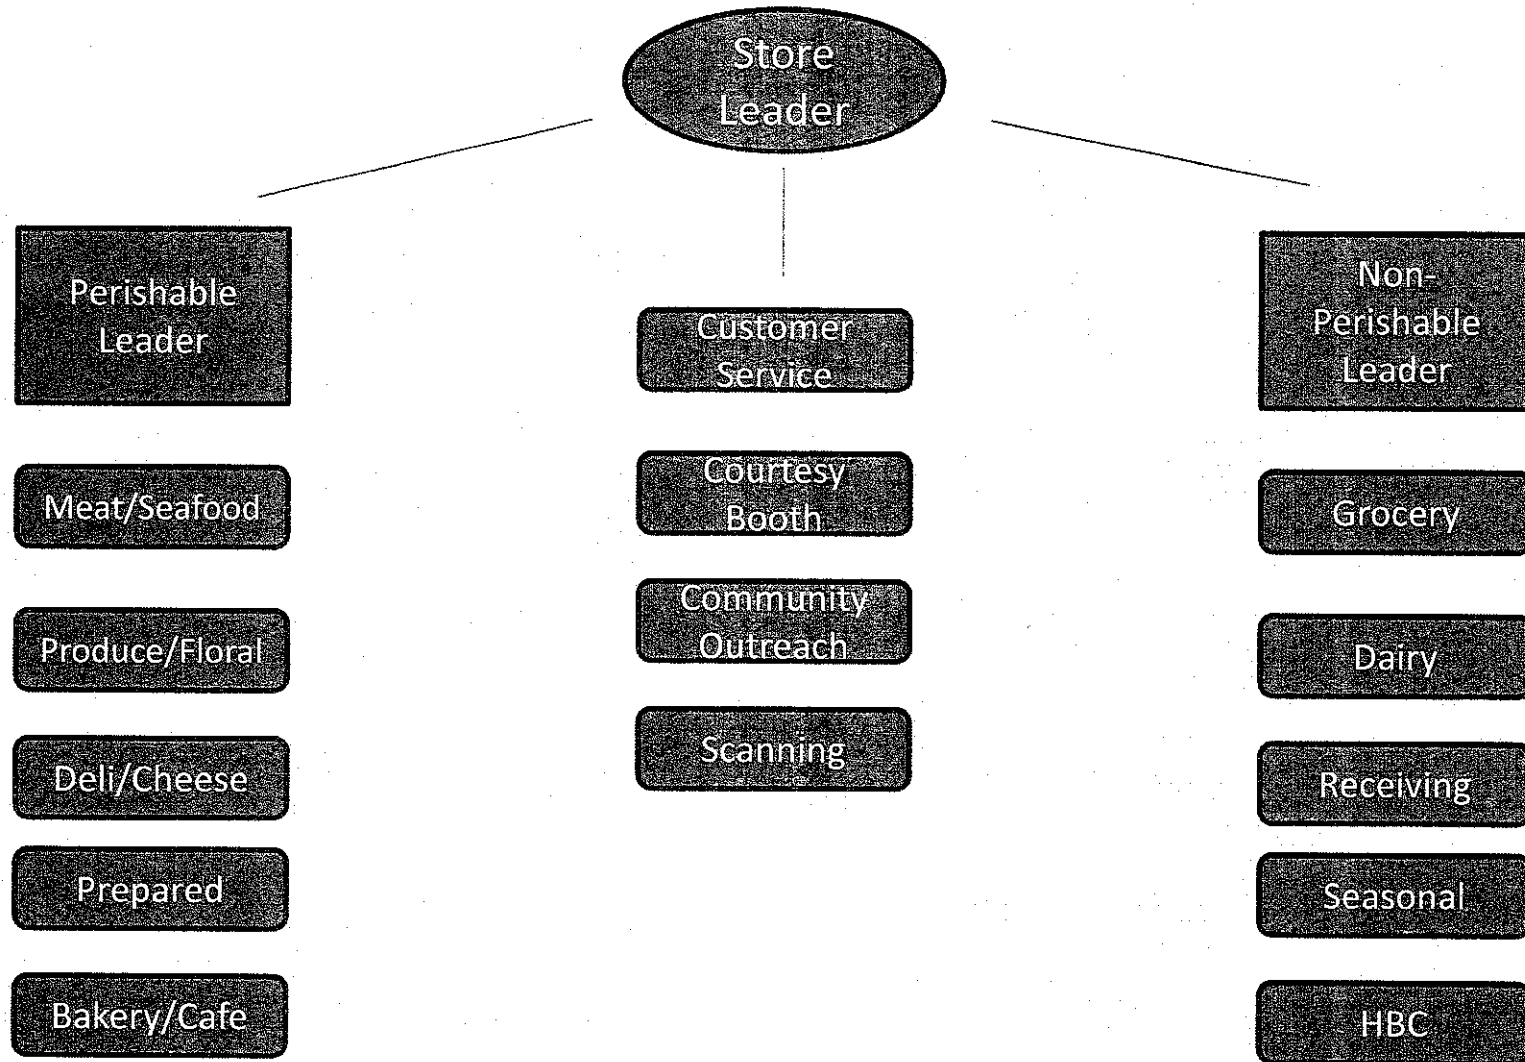 Store
Leader
Perishable
Leader
Meat/Seafood
Produce/Floral
Deli/Cheese
Prepared
Bakery/Cafe
Customer
Service
Courtesy
Booth
Community
Outreach
Scanning
Non-
Perishable
Leader
Grocery
Dairy
Receiving
Seasonal
HBC